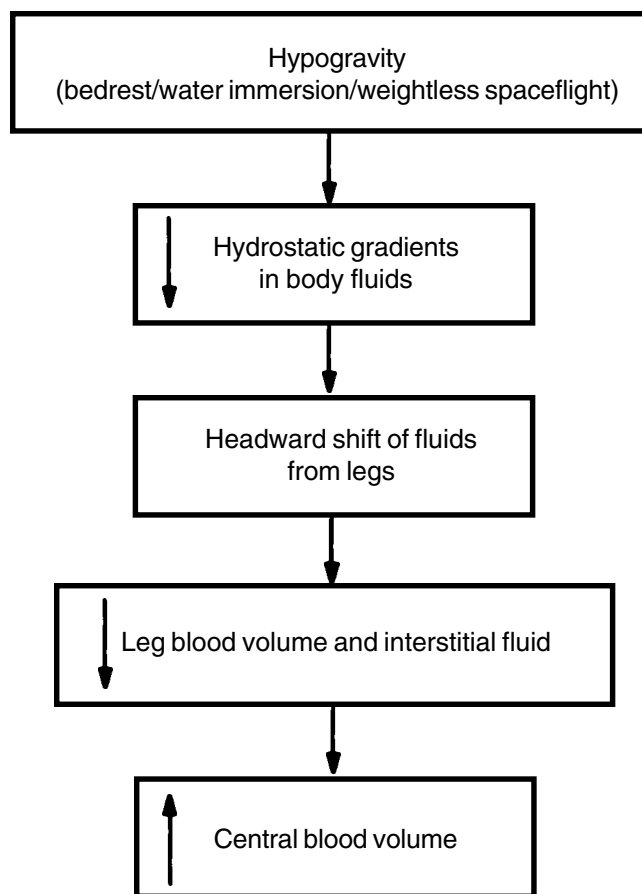 Hypogravity
(bedrest/water immersion/weightless spaceflight)
Hydrostatic gradients
in body fluids
Headward shift of fluids
from legs
Leg blood volume and interstitial fluid
Central blood volume